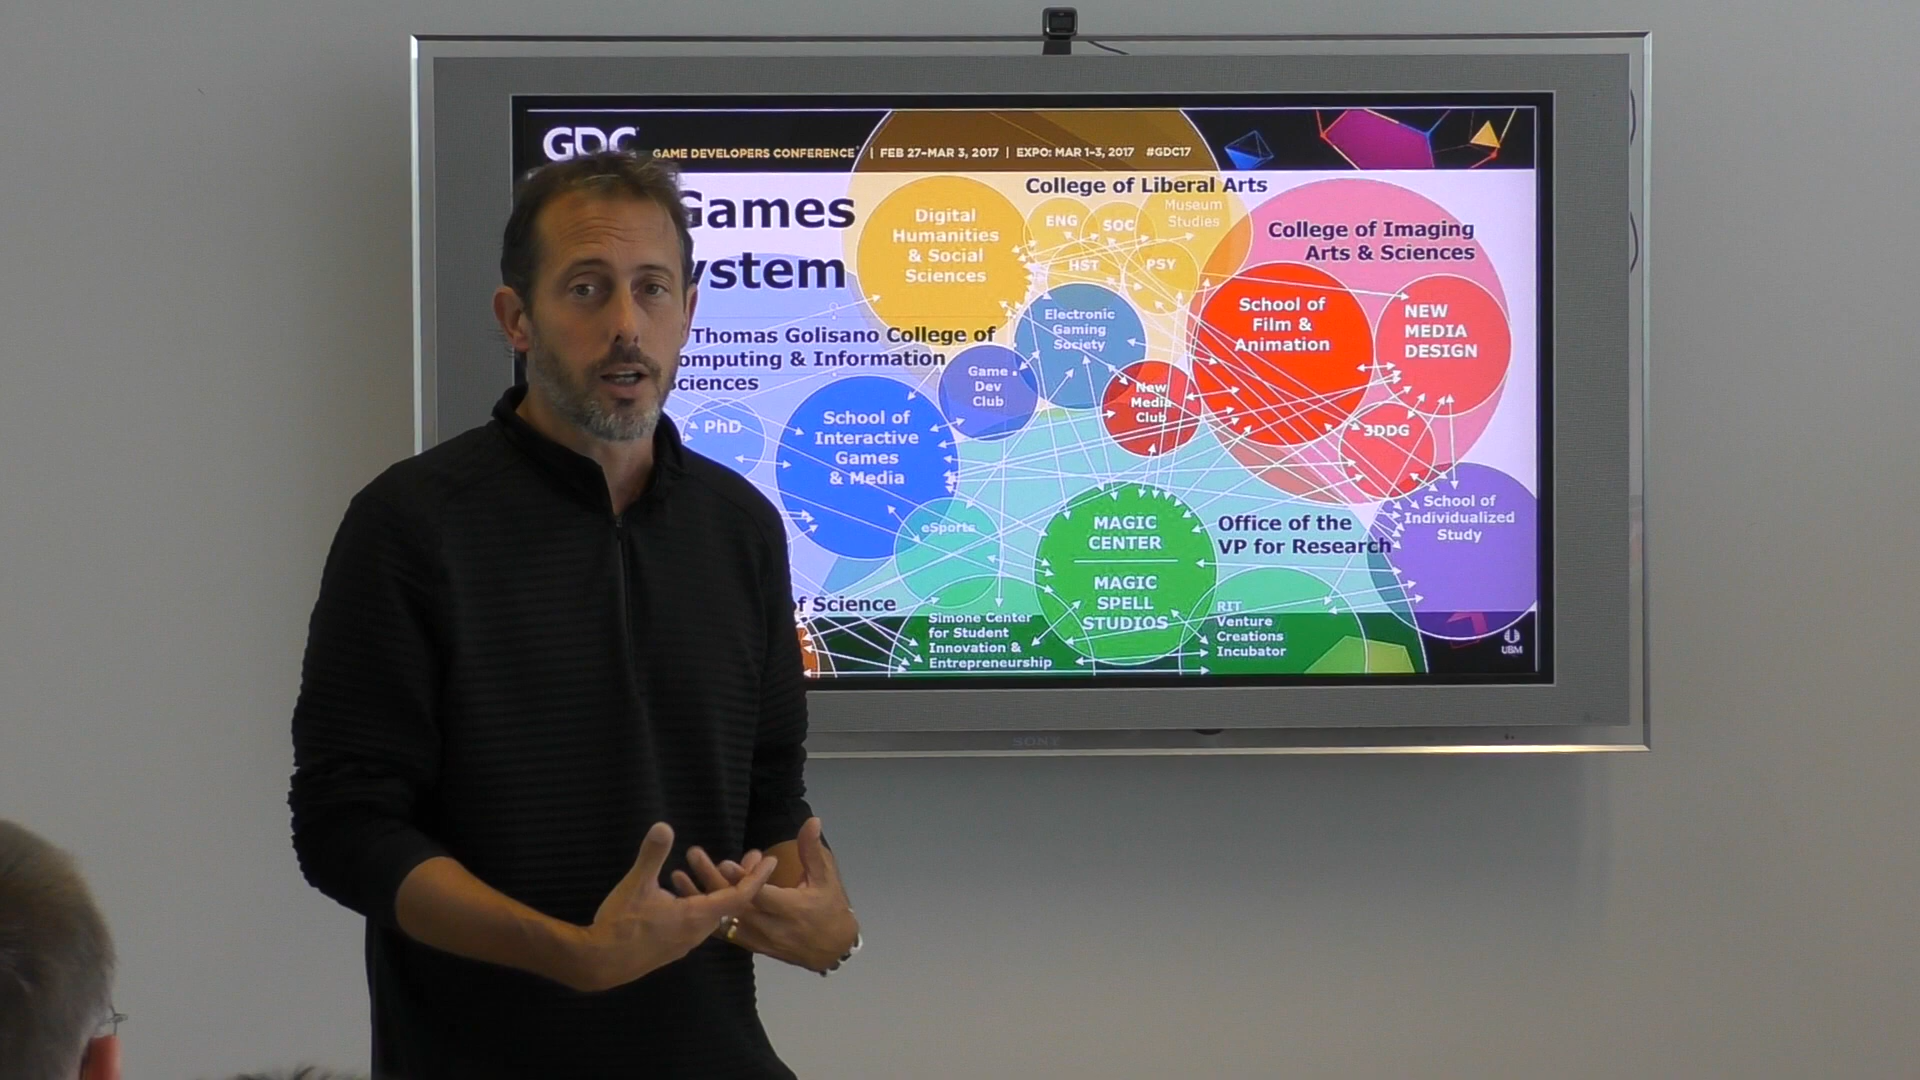 GDC
GAME DEVELOPERS CONFERENCE | FEB 27–MAR 3, 2017 | EXPO: MAR 1–3, 2017 #GDC17
Games
ystem
College of Liberal Arts
Digital
Humanities
& Social
Sciences
ENG
SOC
Museum
Studies
HST
PSY
College of Imaging
Arts & Sciences
School of
Film &
Animation
NEW
MEDIA
DESIGN
3DDG
Electronic
Gaming
Society
Thomas Golisano College of
omputing & Information
Sciences
Game
Dev
Club
New
Media
Club
PhD
School of
Interactive
Games
& Media
eSports
MAGIC
CENTER
MAGIC
SPELL
STUDIOS
Office of the
VP for Research
School of
Individualized
Study
f Science
Simone Center
for Student
Innovation &
Entrepreneurship
RIT
Venture
Creations
Incubator
UBM
SONY